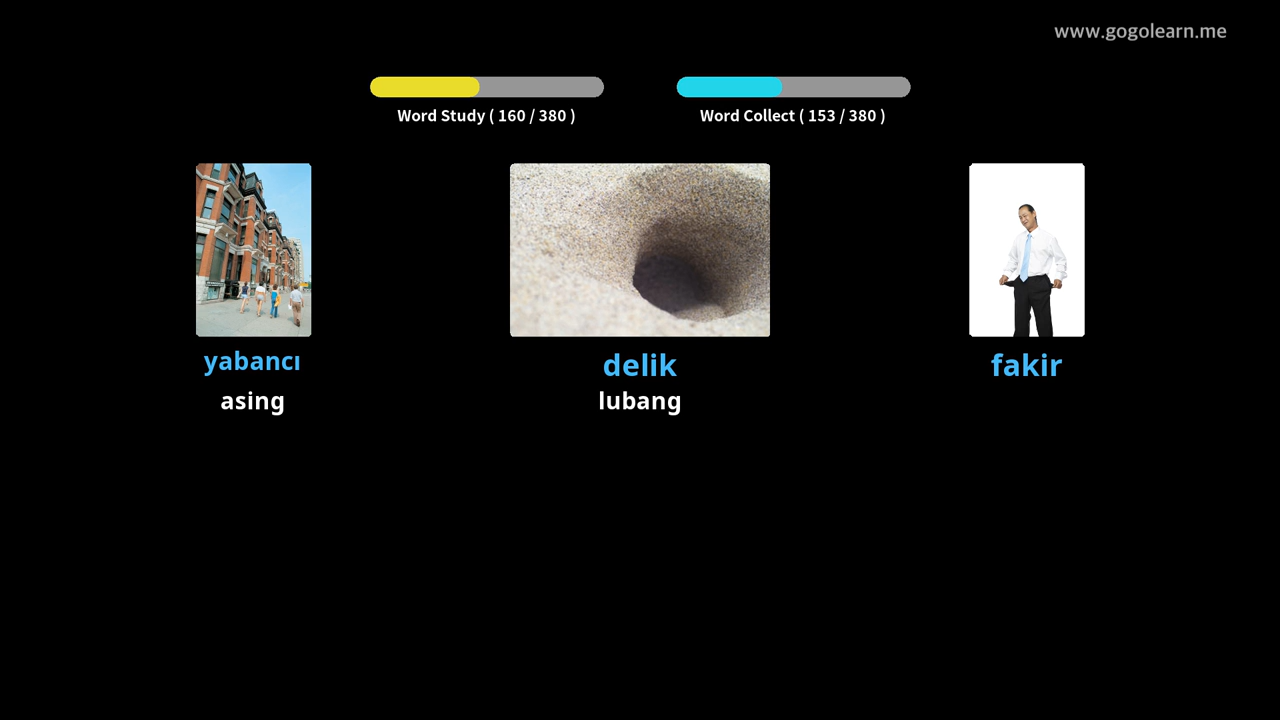 www.gogolearn.me
Word Study ( 160 / 380 )
Word Collect ( 153 / 380 )
yabancı
asing
delik
lubang
fakir